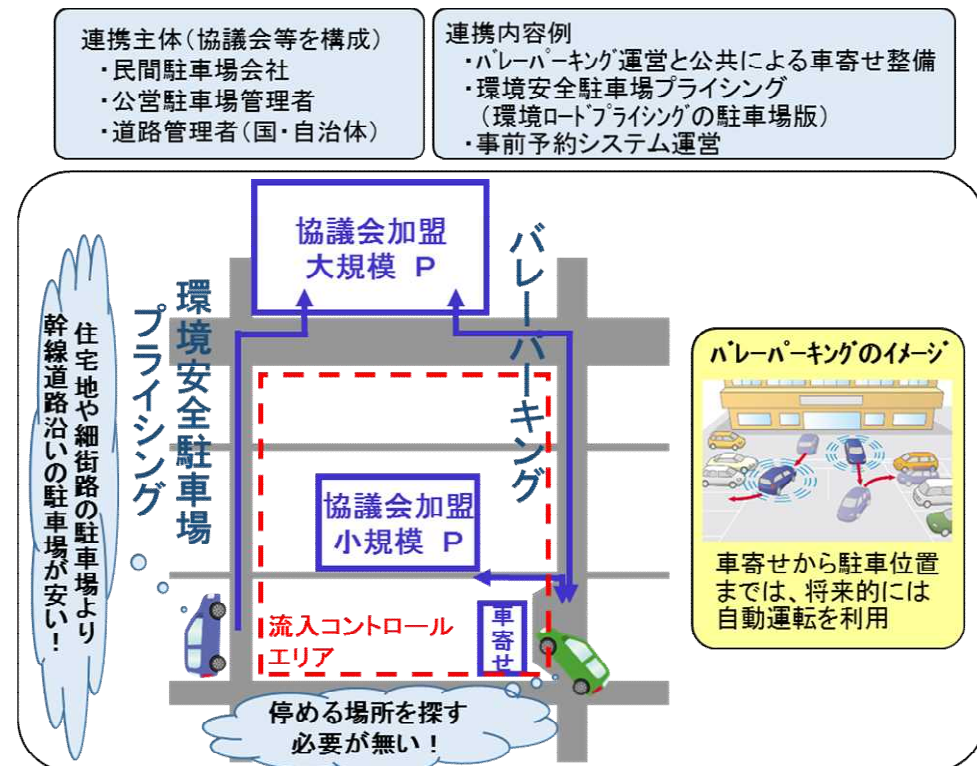 連携主体(協議会等を構成)
・民間駐車場会社
・公営駐車場管理者
・道路管理者(国・自治体)
連携内容例
・バレーパーキング運営と公共による車寄せ整備
・環境安全駐車場プライシング
(環境ロードプライシングの駐車場版)
・事前予約システム運営
住宅地や細街路の駐車場より
幹線道路沿いの駐車場が安い!
環境安全駐車場
プライシング
協議会加盟
大規模 P
バレーパーキング
協議会加盟
小規模 P
流入コントロール
エリア
車寄せ
停める場所を探す
必要が無い!
バレーパーキングのイメージ
車寄せから駐車位置
までは、将来的には
自動運転を利用